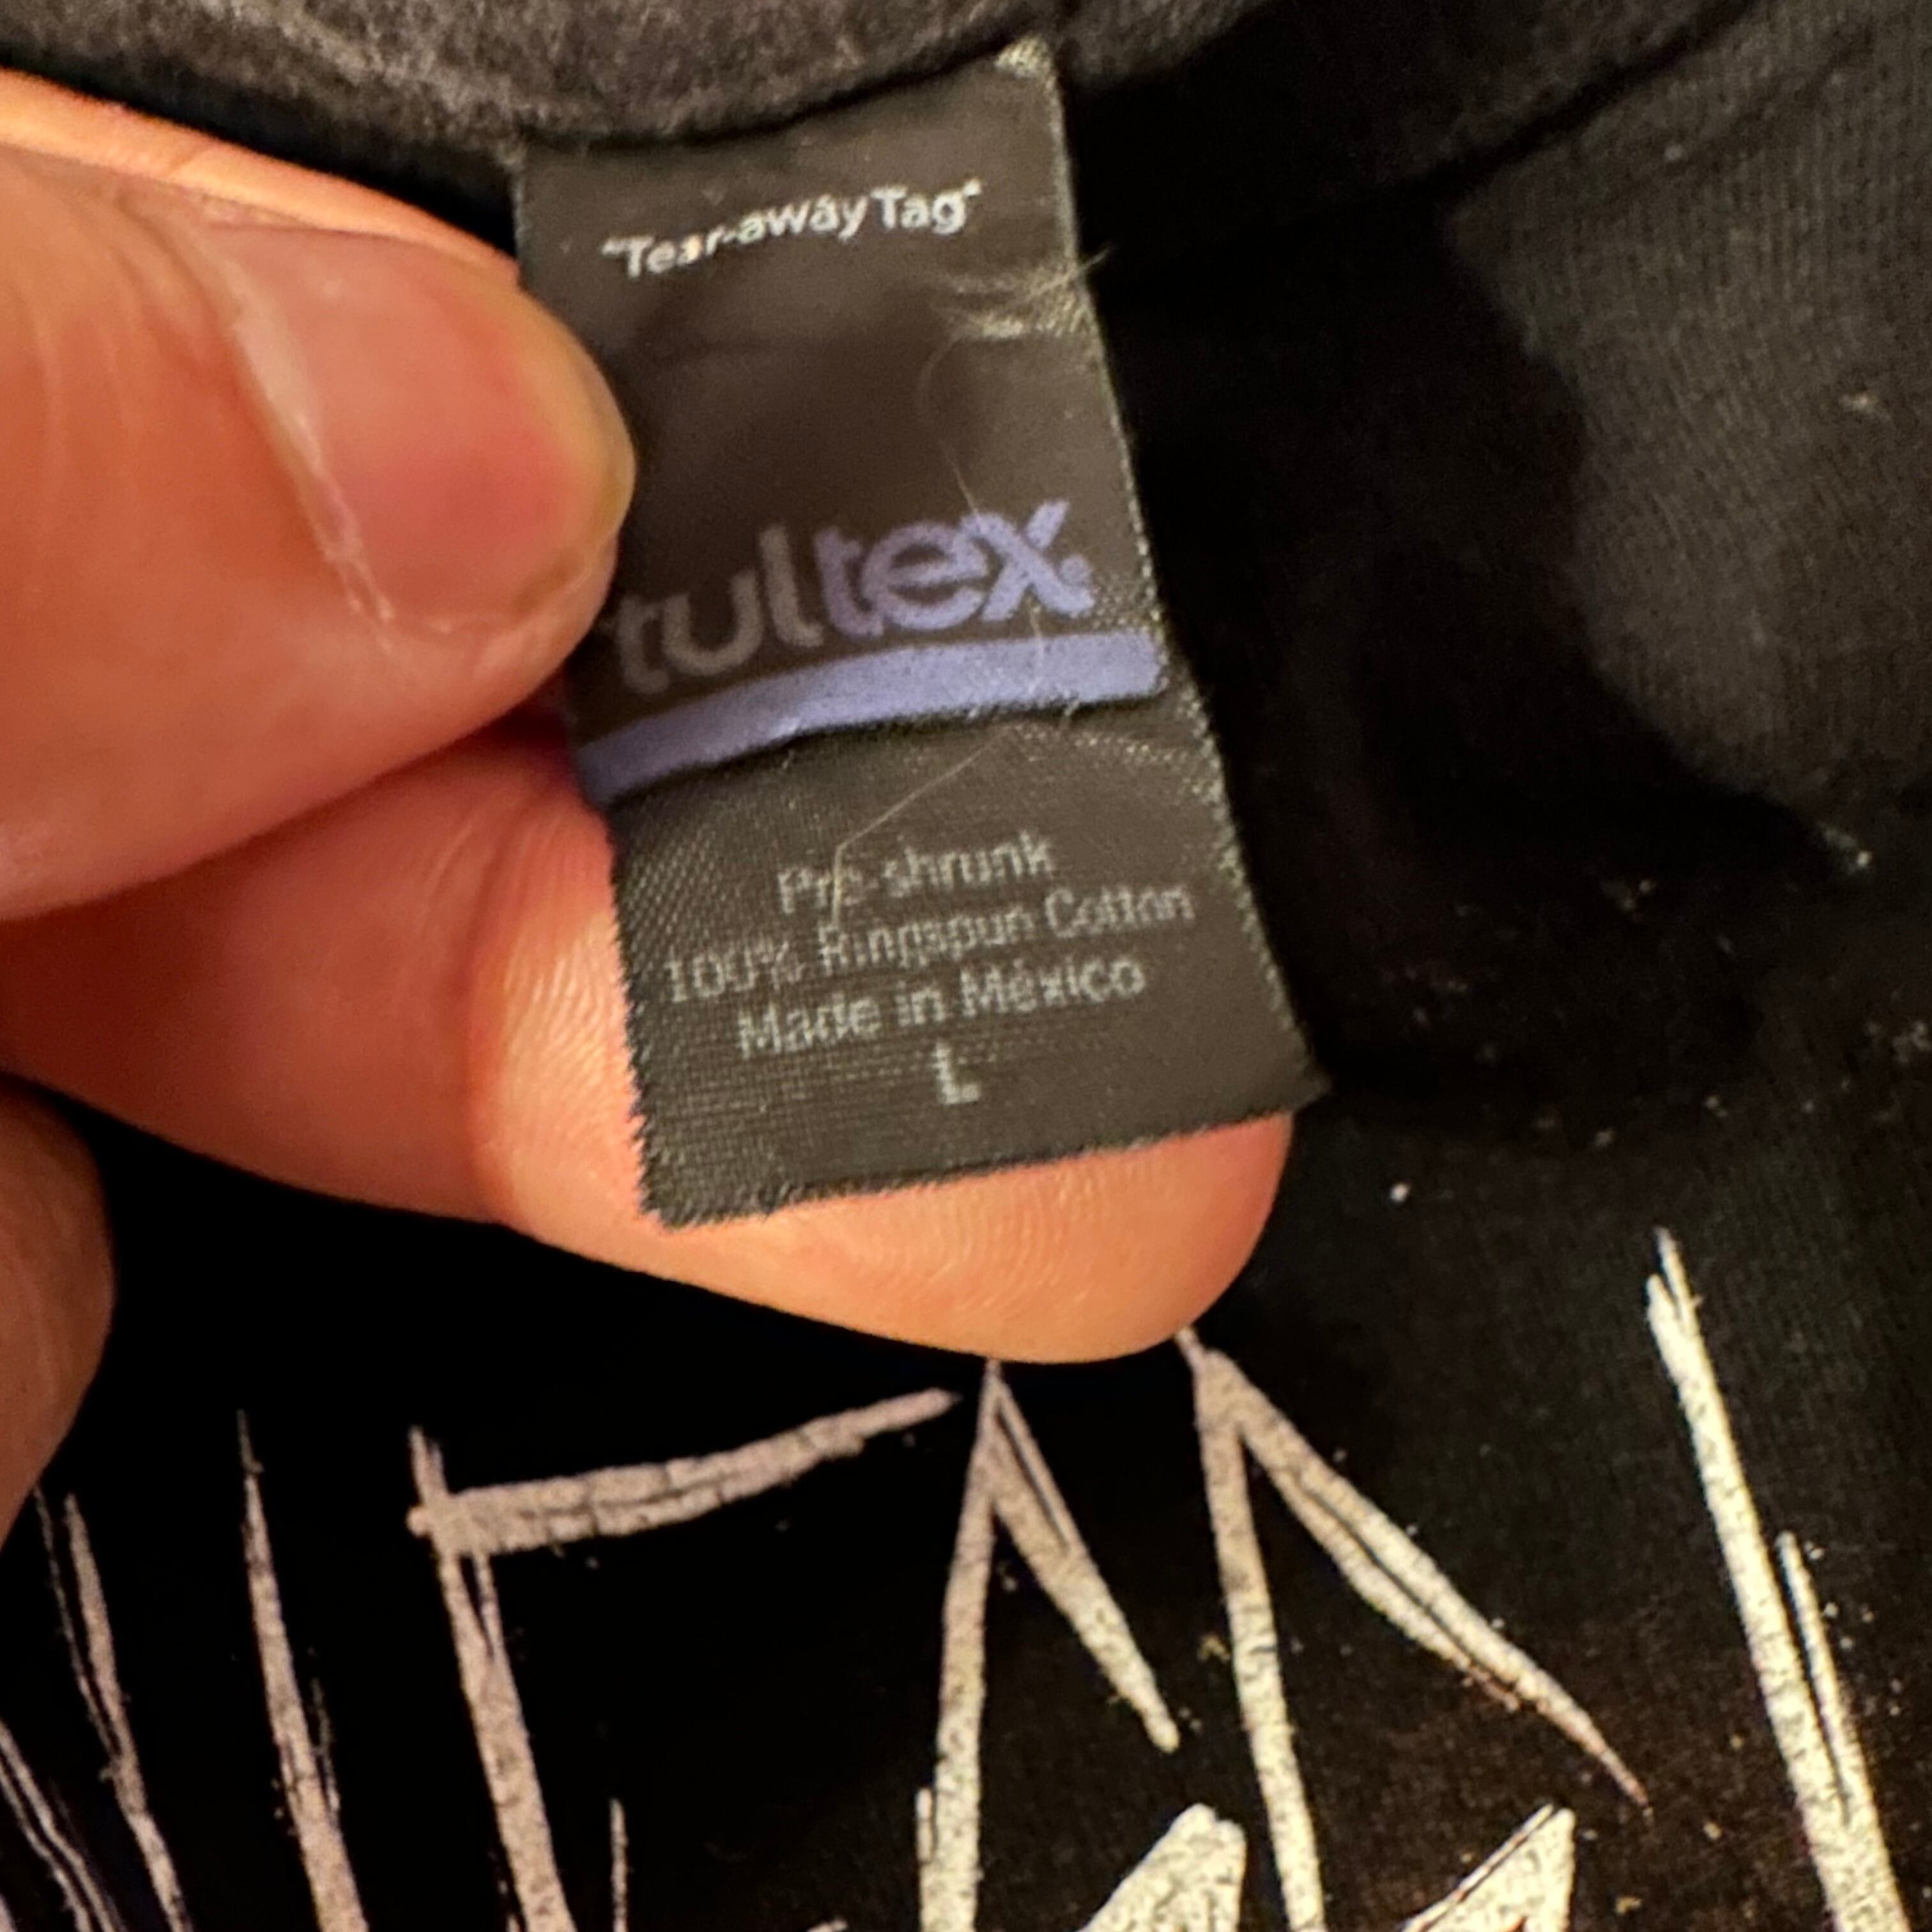 "Tear-away Tag"
tultex
Pre-shrunk
100% Ringspun Cotton
Made in México
L